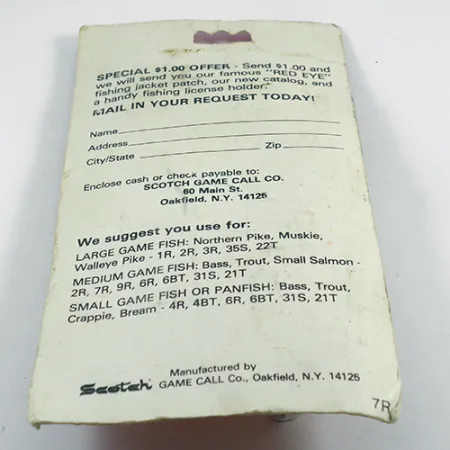 SPECIAL $1.00 OFFER - Send $1.00 and
we will send you our famous "RED EYE"
fishing jacket patch, our new catalog, and
a handy fishing license holder.
MAIL IN YOUR REQUEST TODAY!
Name
Address
City/State Zip
Enclose cash or check payable to:
SCOTCH GAME CALL CO.
60 Main St.
Oakfield, N.Y. 14125
We suggest you use for:
LARGE GAME FISH: Northern Pike, Muskie,
Walleye Pike - 1R, 2R, 3R, 35S, 22T
MEDIUM GAME FISH: Bass, Trout, Small Salmon -
2R, 7R, 9R, 6R, 6BT, 31S, 21T
SMALL GAME FISH OR PANFISH: Bass, Trout,
Crappie, Bream - 4R, 4BT, 6R, 6BT, 31S, 21T
Manufactured by
Scotch GAME CALL Co., Oakfield, N.Y. 14125
7R